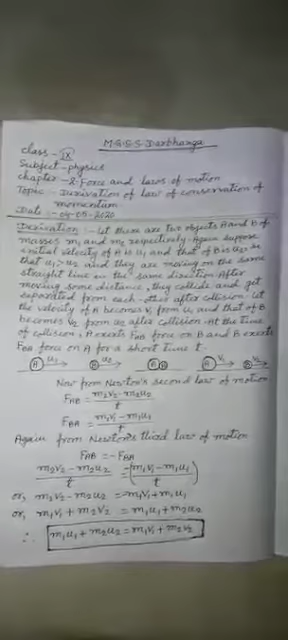 M.G.S.S Darbhanga
Class - IX
Subject - physics
Chapter - 8 Force and laws of motion
Topic - Derivation of law of conservation of
momentum
Date :- 04-05-2020
Derivation :- Let there are two objects A and B of
masses m₁ and m₂ respectively. Again suppose
initial velocity of A is u₁ and that of B is u₂, so
that u₁ > u₂ and they are moving on the same
straight line in the same direction. After
moving some distance, they collide and get
separated from each-other after collision. Let
the velocity of A becomes v₁ from u₁ and that of B
becomes v₂ from u₂ after collision. At the time
of collision, A exerts F_AB force on B and B exerts
F_BA force on A for a short time t.
A u₁ B u₂ A B A v₁ B v₂
Now from Newton's second law of motion
F_AB = m₂v₂ - m₂u₂ / t
F_BA = m₁v₁ - m₁u₁ / t
Again from Newton's third law of motion
F_AB = - F_BA
m₂v₂ - m₂u₂ / t = -(m₁v₁ - m₁u₁ / t)
or, m₂v₂ - m₂u₂ = -m₁v₁ + m₁u₁
or, m₁v₁ + m₂v₂ = m₁u₁ + m₂u₂
∴ m₁u₁ + m₂u₂ = m₁v₁ + m₂v₂